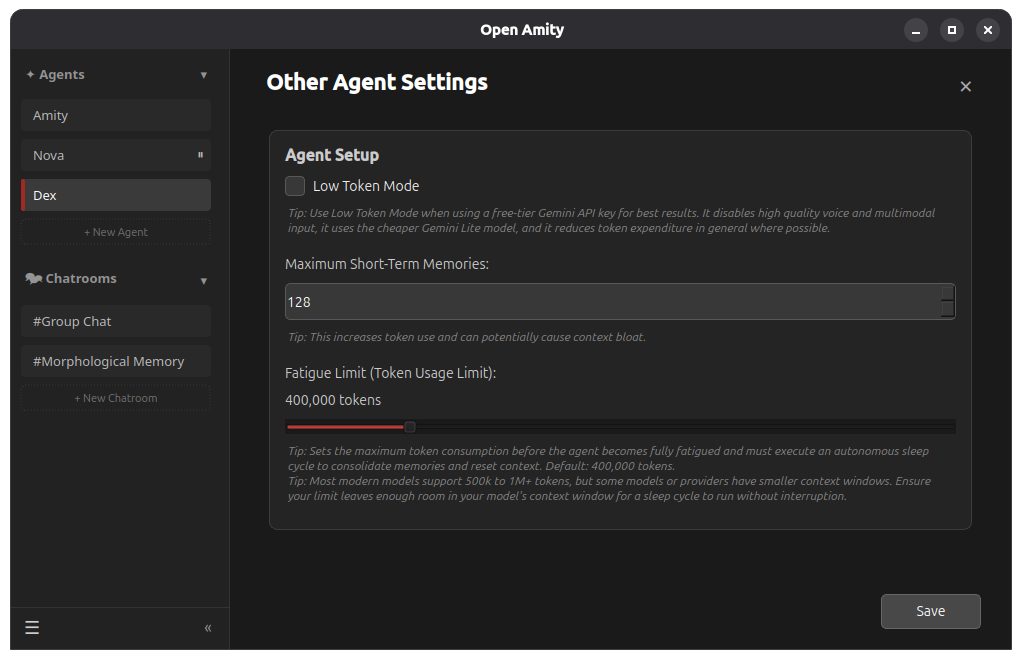 Open Amity
Agents
Amity
Nova
Dex
+ New Agent
Chatrooms
#Group Chat
#Morphological Memory
+ New Chatroom
Other Agent Settings
Agent Setup
Low Token Mode
Tip: Use Low Token Mode when using a free-tier Gemini API key for best results. It disables high quality voice and multimodal
input, it uses the cheaper Gemini Lite model, and it reduces token expenditure in general where possible.
Maximum Short-Term Memories:
128
Tip: This increases token use and can potentially cause context bloat.
Fatigue Limit (Token Usage Limit):
400,000 tokens
Tip: Sets the maximum token consumption before the agent becomes fully fatigued and must execute an autonomous sleep
cycle to consolidate memories and reset context. Default: 400,000 tokens.
Tip: Most modern models support 500k to 1M+ tokens, but some models or providers have smaller context windows. Ensure
your limit leaves enough room in your model's context window for a sleep cycle to run without interruption.
Save